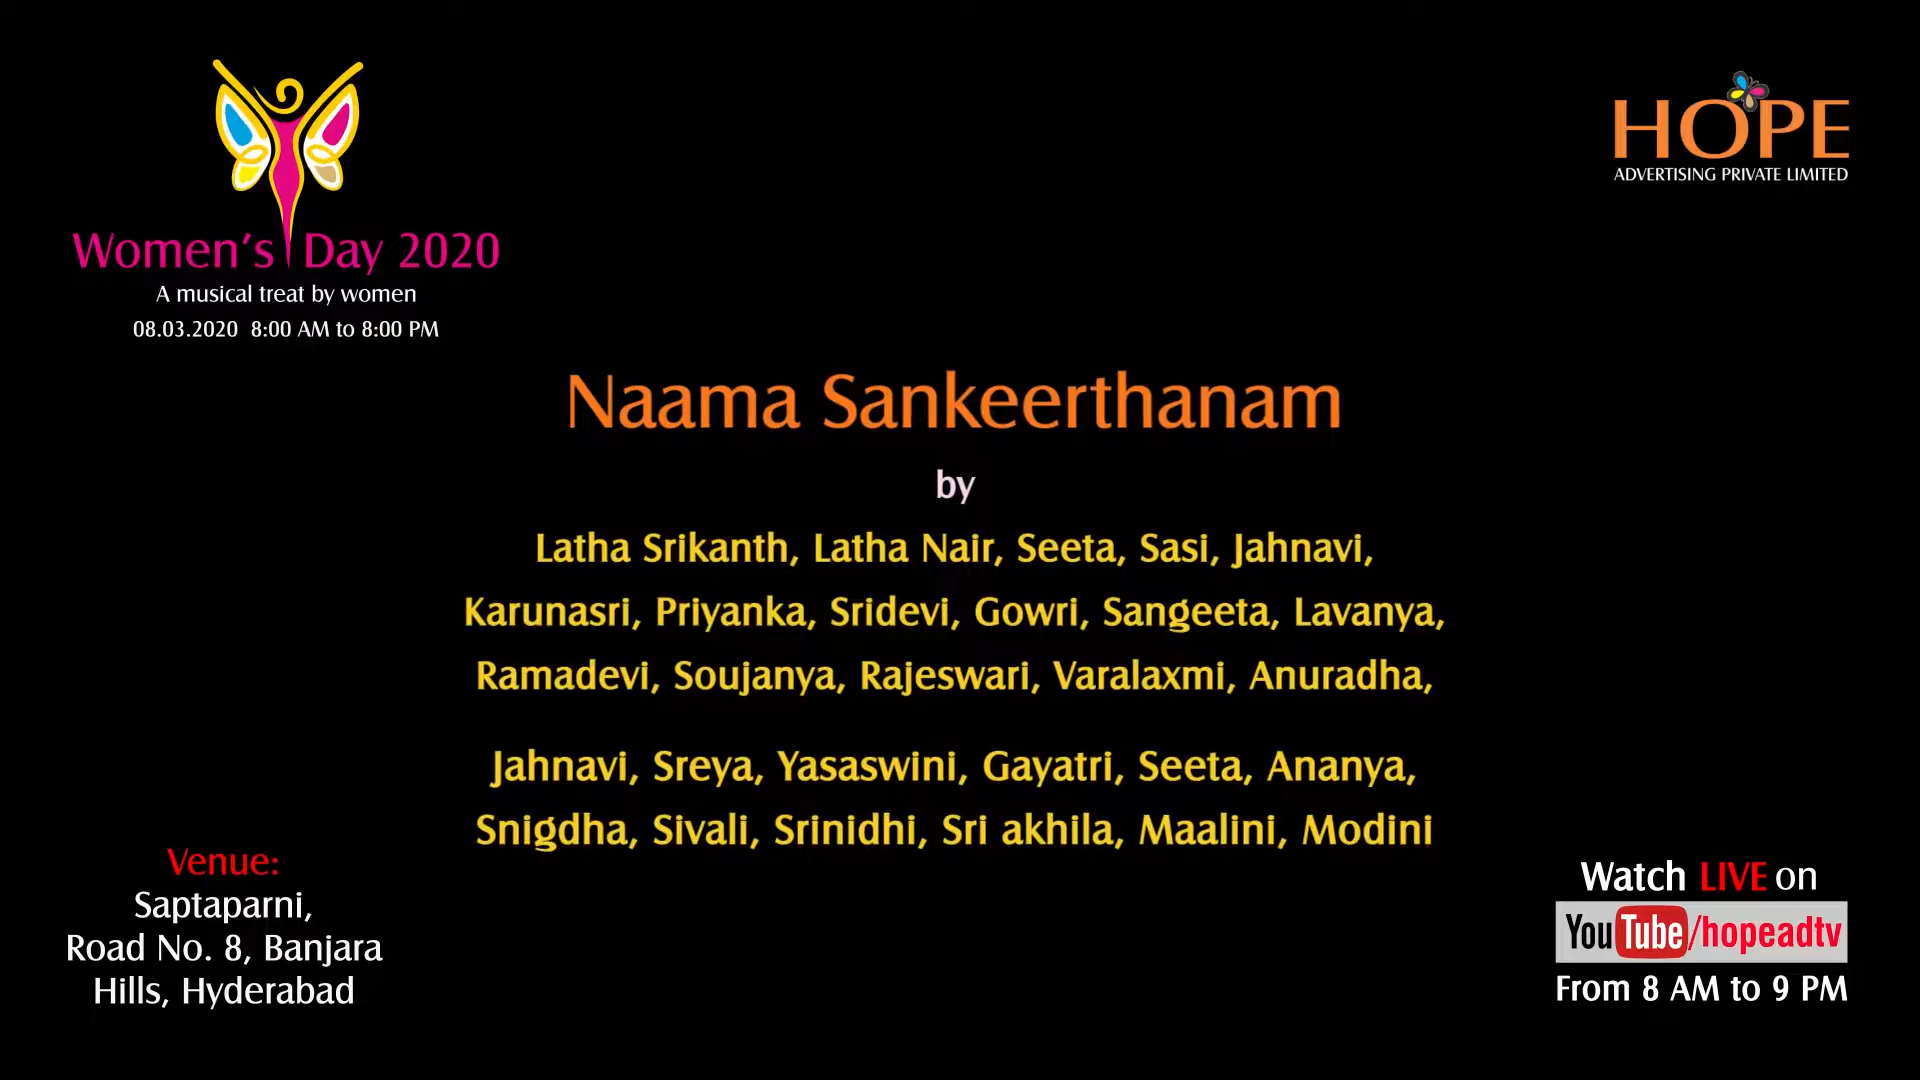 Women's Day 2020
A musical treat by women
08.03.2020 8:00 AM to 8:00 PM
HOPE
ADVERTISING PRIVATE LIMITED
Naama Sankeerthanam
by
Latha Srikanth, Latha Nair, Seeta, Sasi, Jahnavi,
Karunasri, Priyanka, Sridevi, Gowri, Sangeeta, Lavanya,
Ramadevi, Soujanya, Rajeswari, Varalaxmi, Anuradha,
Jahnavi, Sreya, Yasaswini, Gayatri, Seeta, Ananya,
Snigdha, Sivali, Srinidhi, Sri akhila, Maalini, Modini
Venue:
Saptaparni,
Road No. 8, Banjara
Hills, Hyderabad
Watch LIVE on
YouTube/hopeadtv
From 8 AM to 9 PM